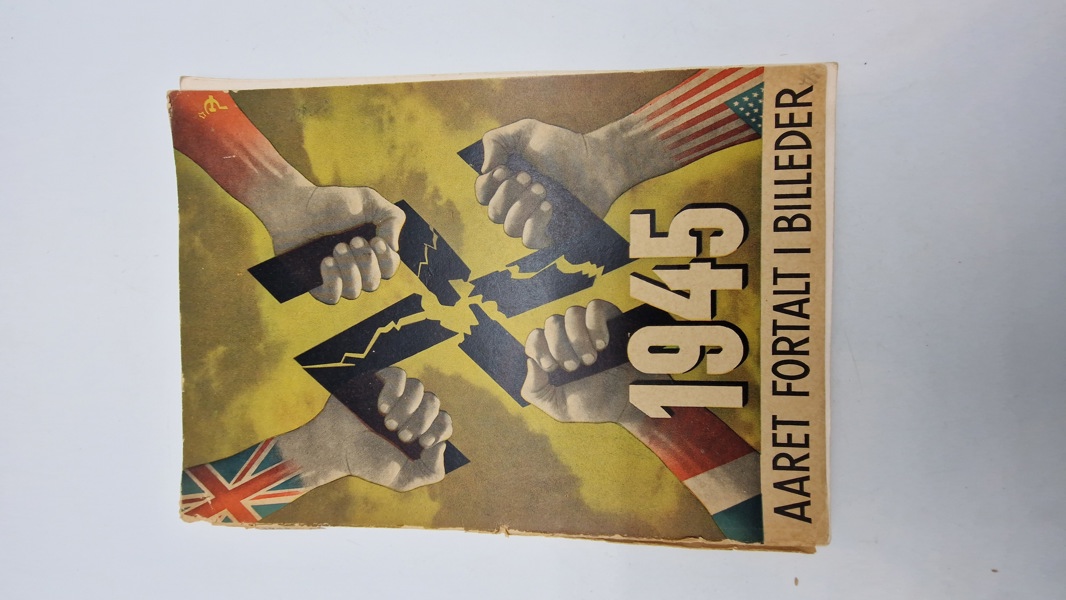 1945
AARET FORTALT I BILLEDER